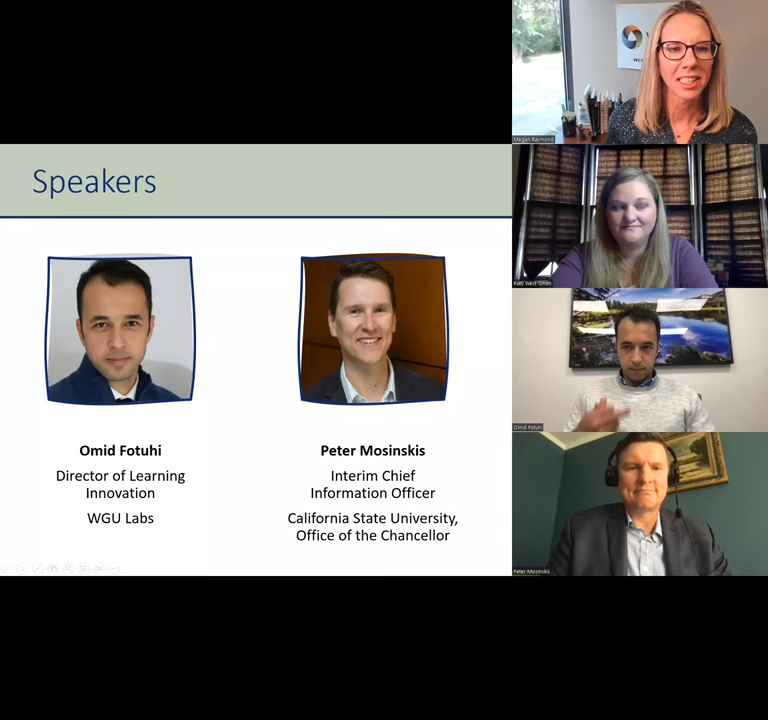 Speakers
Omid Fotuhi
Director of Learning
Innovation
WGU Labs
Peter Mosinskis
Interim Chief
Information Officer
California State University,
Office of the Chancellor
Megan Raymond
Patti West-Smith
Omid Fotuhi
Peter Mosinskis